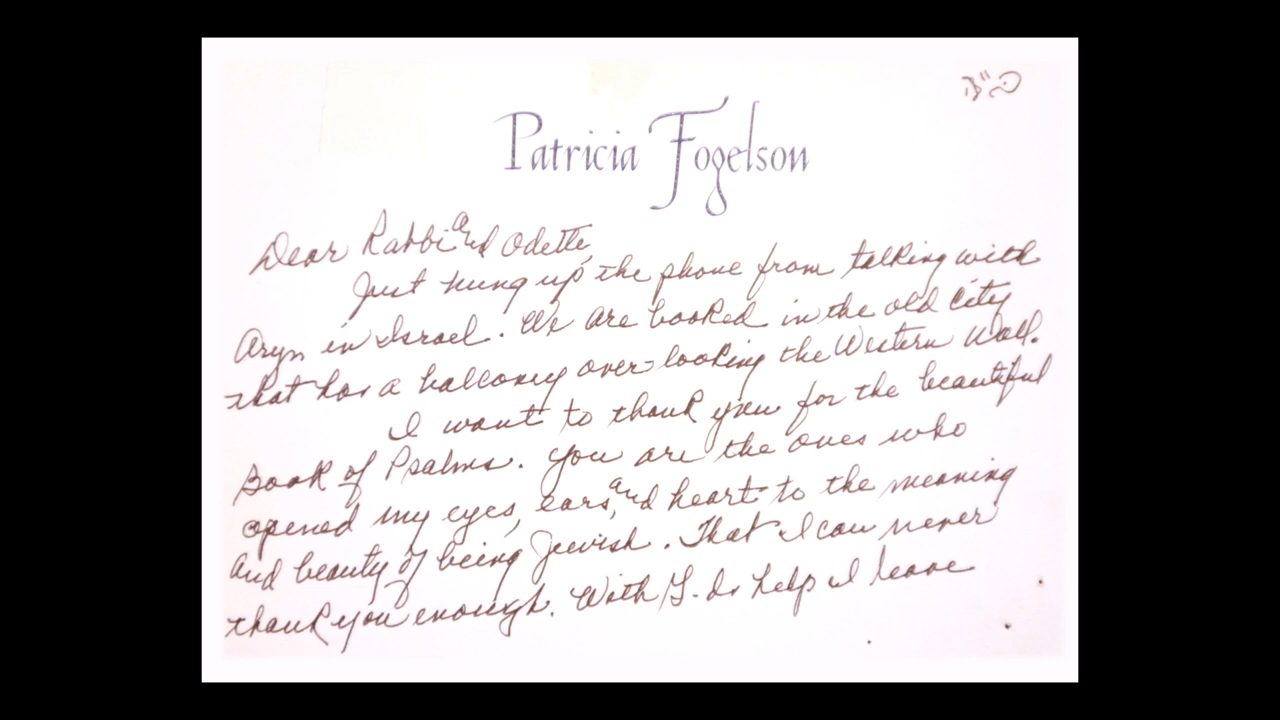 בס"ד
Patricia Fogelson
Dear Rabbi and Odette,
Just hung up the phone from talking with
Aryn in Israel. We are booked in the old City
that has a balcony over-looking the Western Wall.
I want to thank you for the beautiful
Book of Psalms. You are the ones who
opened my eyes, ears, and heart to the meaning
and beauty of being Jewish. That I can never
thank you enough. With G-ds help I leave